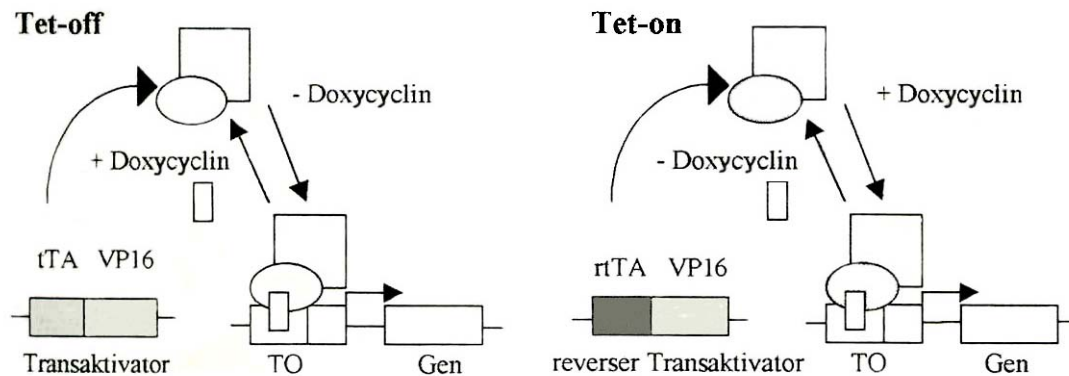 Tet-off
- Doxycyclin
+ Doxycyclin
tTA VP16
Transaktivator
TO
Gen
Tet-on
+ Doxycyclin
- Doxycyclin
rtTA VP16
reverser Transaktivator
TO
Gen